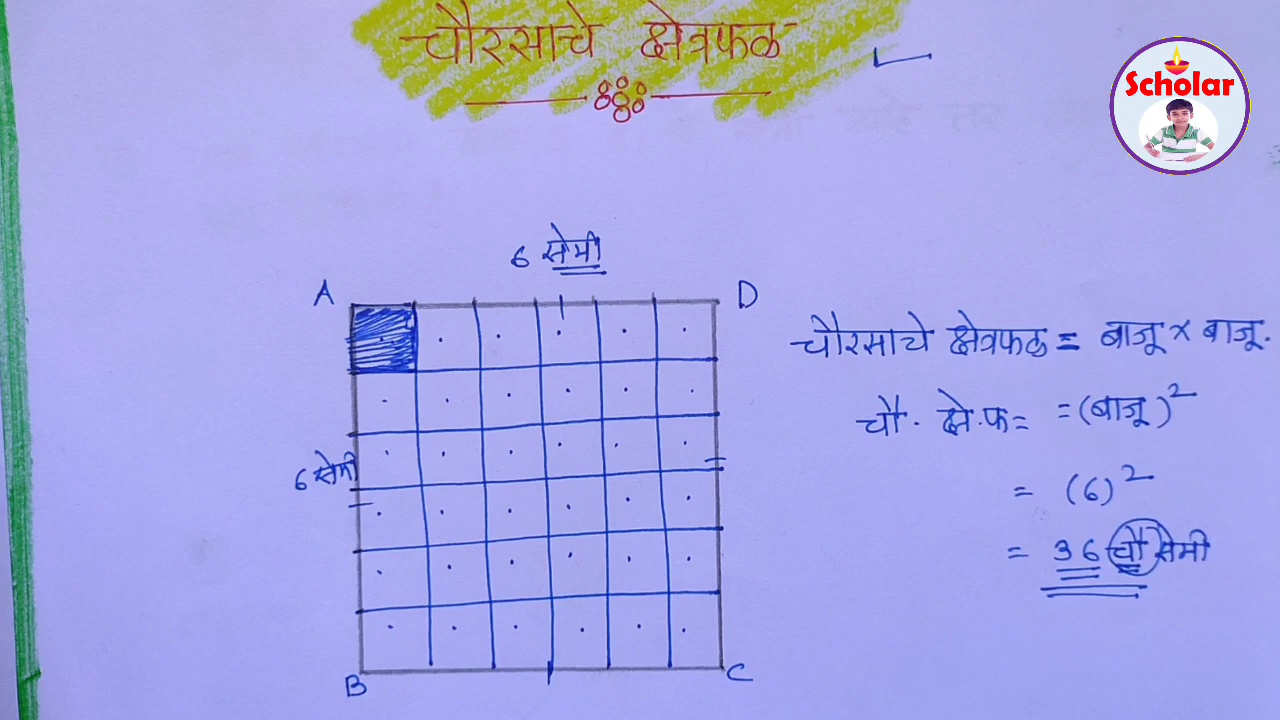 चौरसाचे क्षेत्रफळ
Scholar
6 सेमी
A
D
6 सेमी
B
C
चौरसाचे क्षेत्रफळ = बाजू × बाजू.
चौ. क्षे.फ = = (बाजू)²
= (6)²
= 36 चौ सेमी